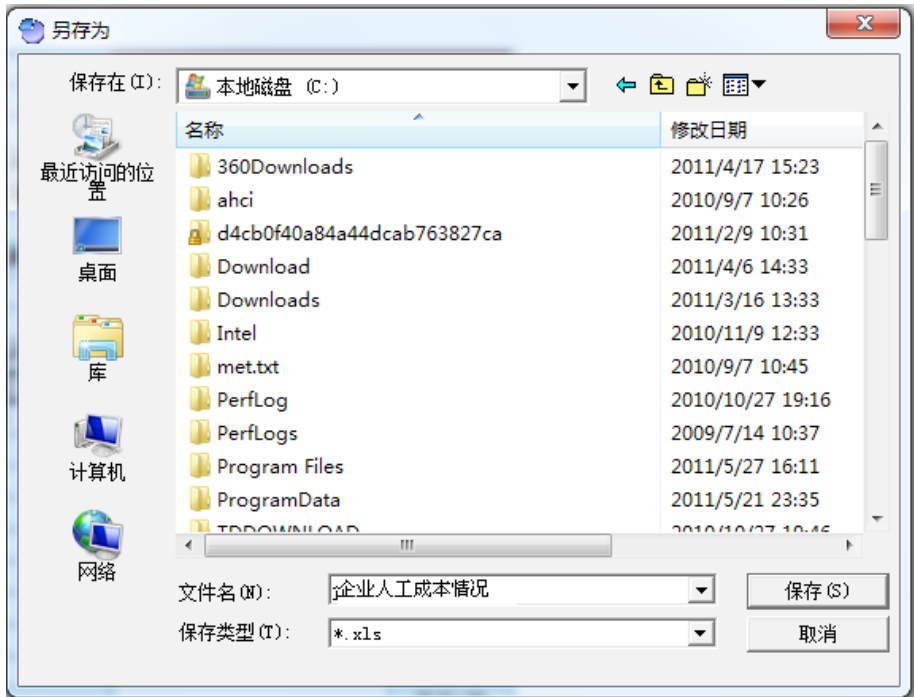 另存为
保存在(I):
本地磁盘 (C:)
名称 修改日期
最近访问的位置
桌面
库
计算机
网络
360Downloads 2011/4/17 15:23
ahci 2010/9/7 10:26
d4cb0f40a84a44dcab763827ca 2011/2/9 10:31
Download 2011/4/6 14:33
Downloads 2011/3/16 13:33
Intel 2010/11/9 12:33
met.txt 2010/9/7 10:45
PerfLog 2010/10/27 19:16
PerfLogs 2009/7/14 10:37
Program Files 2011/5/27 16:11
ProgramData 2011/5/21 23:35
TDDOWNLOAD 2010/10/27 19:46
文件名(N): 企业人工成本情况
保存(S)
保存类型(T): *.xls
取消